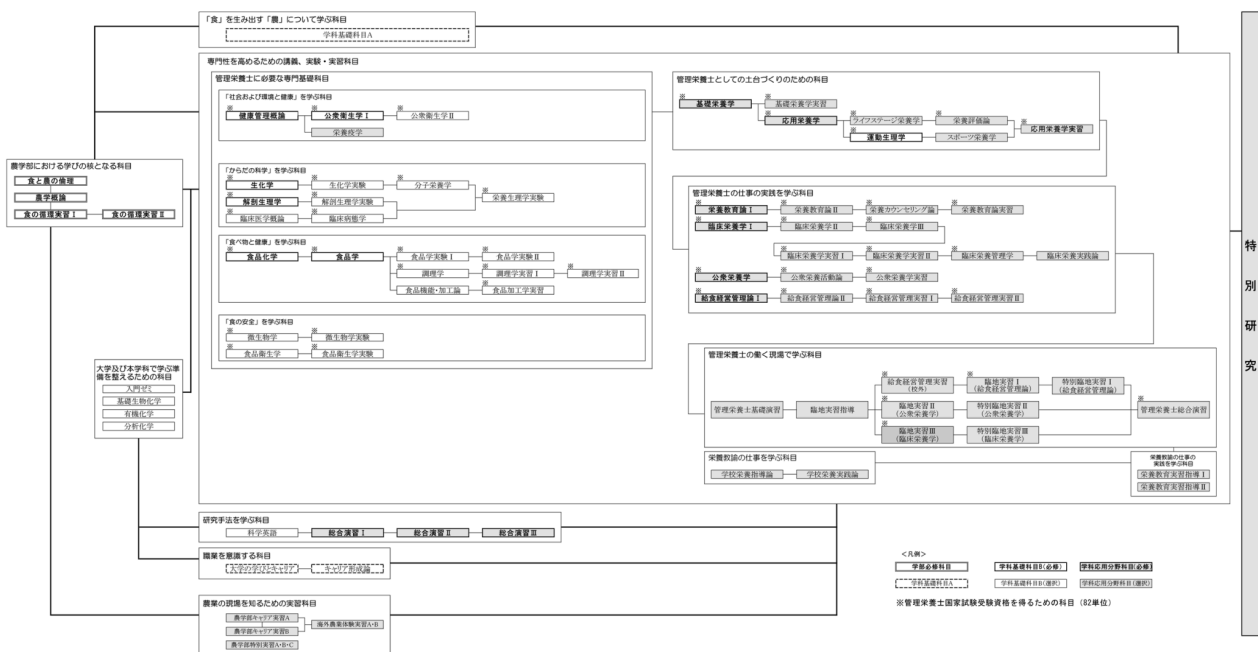 「食」を生み出す「農」について学ぶ科目
学科基礎科目A
専門性を高めるための講義、実験・実習科目
管理栄養士に必要な専門基礎科目
「社会および環境と健康」を学ぶ科目
※ ※ ※
健康管理概論 公衆衛生学Ⅰ 公衆衛生学Ⅱ
栄養疫学
「からだの科学」を学ぶ科目
※ ※ ※
生化学 生化学実験 分子栄養学
※
栄養生理学実験
※ ※
解剖生理学 解剖生理学実験
※ ※
臨床医学概論 臨床病態学
「食べ物と健康」を学ぶ科目
※ ※ ※ ※
食品化学 食品学 食品学実験Ⅰ 食品学実験Ⅱ
※ ※ ※
調理学 調理学実習Ⅰ 調理学実習Ⅱ
※
食品機能・加工論 食品加工学実習
「食の安全」を学ぶ科目
※ ※
微生物学 微生物学実験
※ ※
食品衛生学 食品衛生学実験
管理栄養士としての土台づくりのための科目
※ ※
基礎栄養学 基礎栄養学実習
※ ※ ※
応用栄養学 ライフステージ栄養学 栄養評価論
※
応用栄養学実習
※
運動生理学 スポーツ栄養学
管理栄養士の仕事の実践を学ぶ科目
※ ※ ※ ※
栄養教育論Ⅰ 栄養教育論Ⅱ 栄養カウンセリング論 栄養教育論実習
※ ※ ※
臨床栄養学Ⅰ 臨床栄養学Ⅱ 臨床栄養学Ⅲ
※ ※ ※
臨床栄養学実習Ⅰ 臨床栄養学実習Ⅱ 臨床栄養管理学 臨床栄養実践論
※ ※
公衆栄養学 公衆栄養活動論 公衆栄養学実習
※ ※ ※ ※
給食経営管理論Ⅰ 給食経営管理論Ⅱ 給食経営管理実習Ⅰ 給食経営管理実習Ⅱ
管理栄養士の働く現場で学ぶ科目
※ ※
給食経営管理実習
(校外)
臨地実習Ⅰ
(給食経営管理論)
特別臨地実習Ⅰ
(給食経営管理論)
管理栄養士基礎演習 臨地実習指導
※
臨地実習Ⅱ
(公衆栄養学)
特別臨地実習Ⅱ
(公衆栄養学)
※
管理栄養士総合演習
※
臨地実習Ⅲ
(臨床栄養学)
特別臨地実習Ⅲ
(臨床栄養学)
栄養教諭の仕事を学ぶ科目
学校栄養指導論 学校栄養実践論
栄養教諭の仕事の
実践を学ぶ科目
栄養教育実習指導Ⅰ
栄養教育実習指導Ⅱ
農学部における学びの核となる科目
食と農の倫理
農学概論
食の循環実習Ⅰ 食の循環実習Ⅱ
大学及び本学科で学ぶ準
備を整えるための科目
入門ゼミ
基礎生物化学
有機化学
分析化学
研究手法を学ぶ科目
科学英語 総合演習Ⅰ 総合演習Ⅱ 総合演習Ⅲ
職業を意識する科目
大学の学びとキャリア キャリア形成論
農業の現場を知るための実習科目
農学部キャリア実習A
海外農業体験実習A・B
農学部キャリア実習B
農学部特別実習A・B・C
特別研究
<凡例>
学部必修科目 学科基礎科目B(必修) 学科応用分野科目(必修)
学科基礎科目A 学科基礎科目B(選択) 学科応用分野科目(選択)
※管理栄養士国家試験受験資格を得るための科目 (82単位)